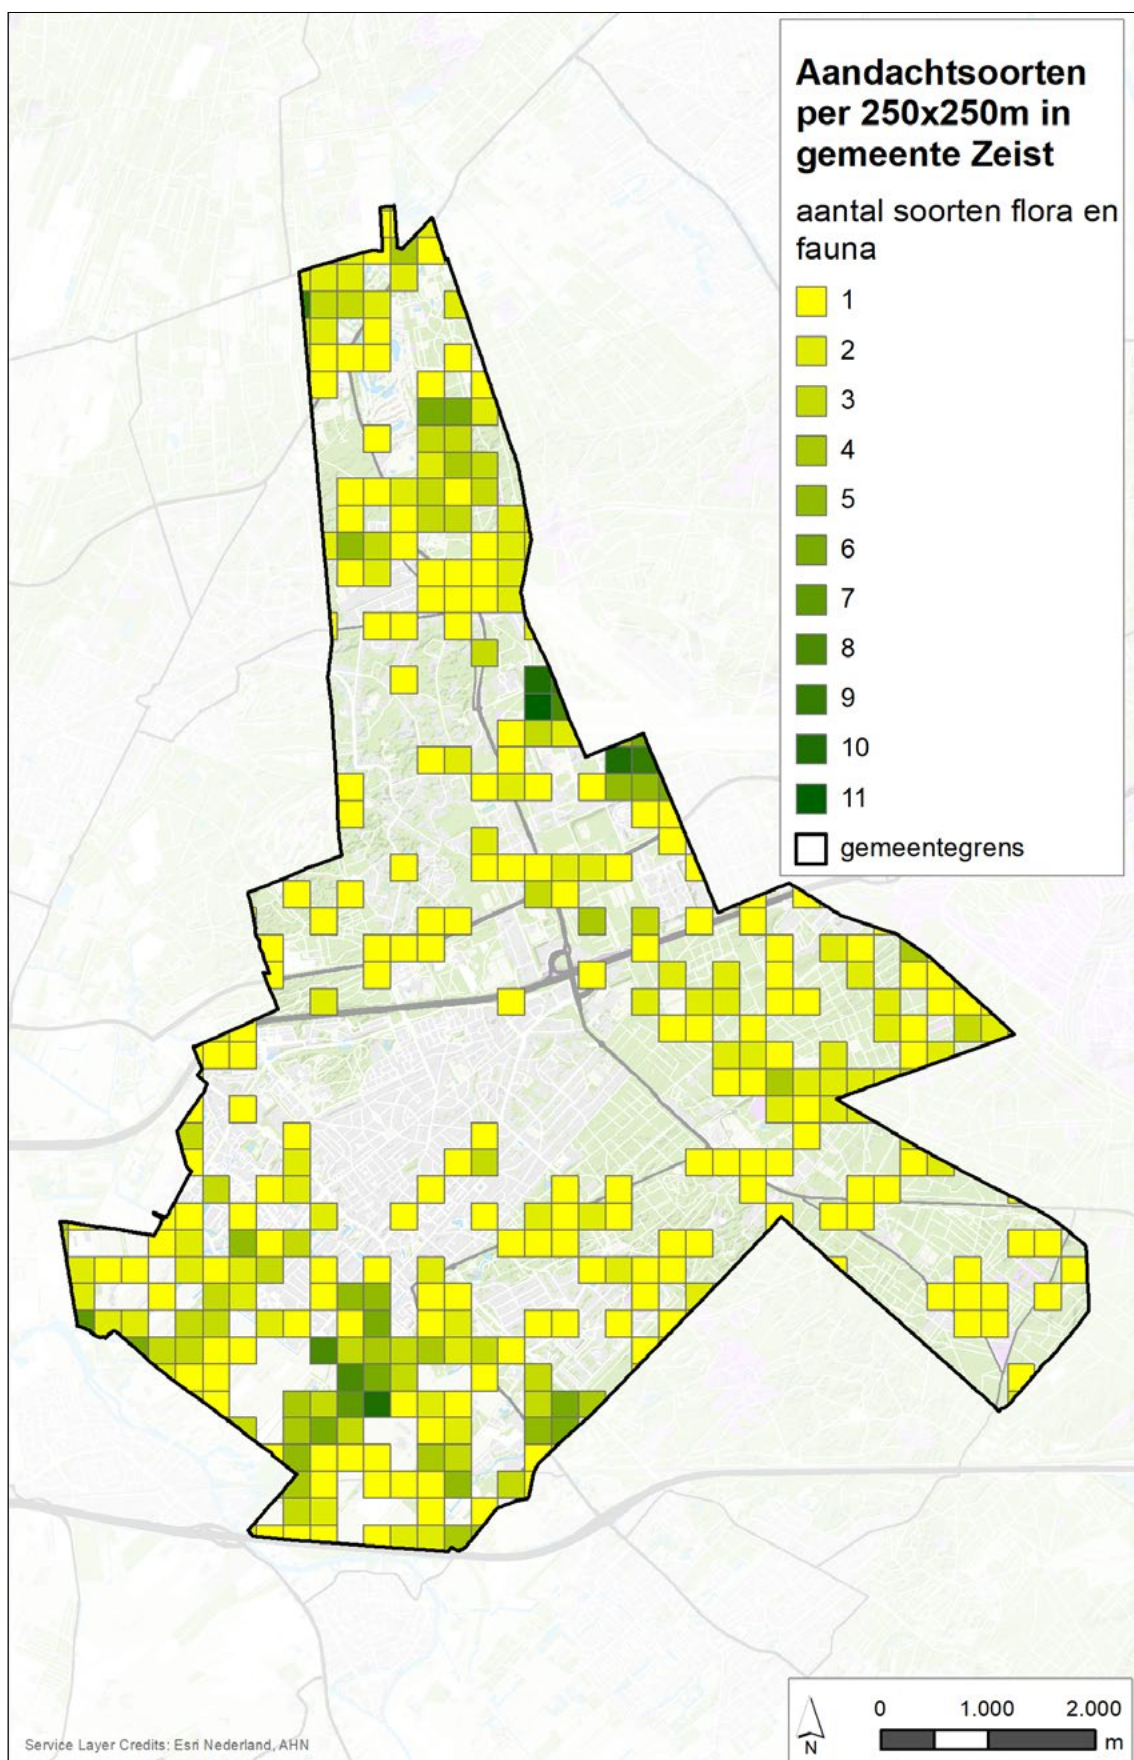 Aandachtsoorten
per 250x250m in
gemeente Zeist
aantal soorten flora en
fauna
1
2
3
4
5
6
7
8
9
10
11
gemeentegrens
0 1.000 2.000
m
N
Service Layer Credits: Esri Nederland, AHN